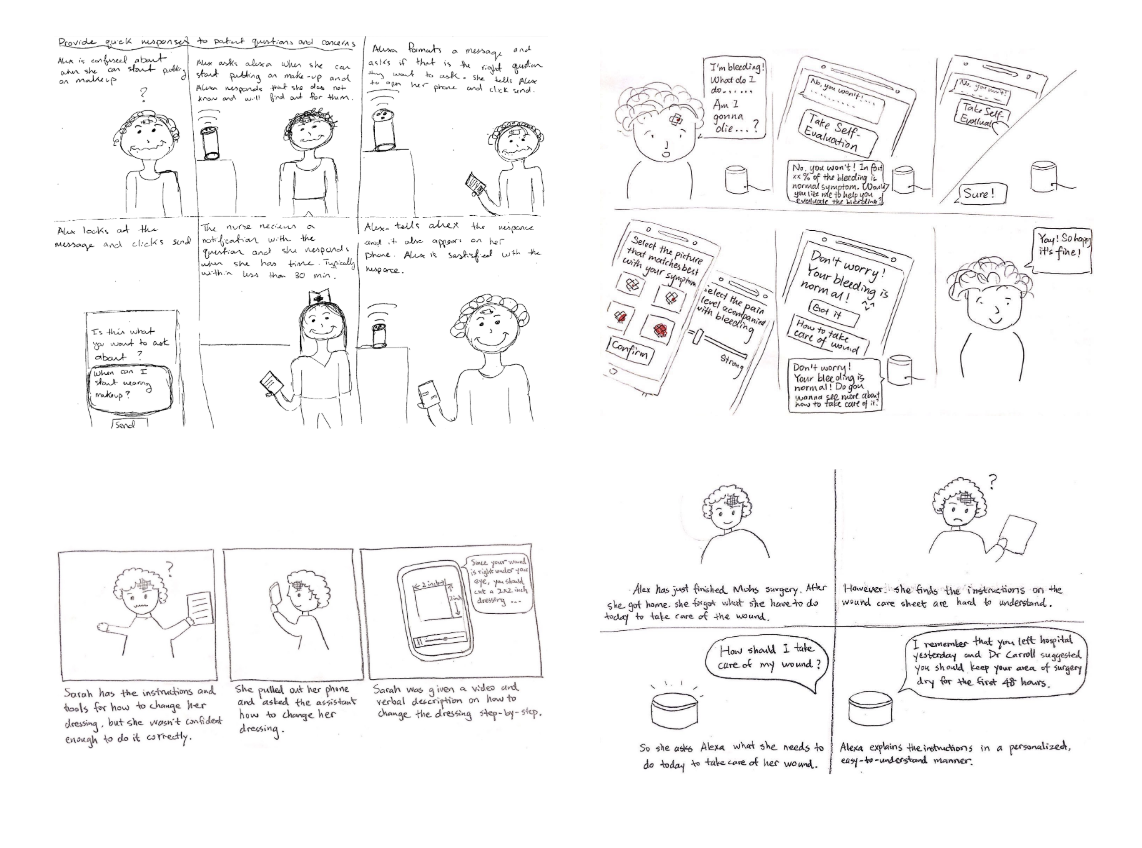 Provide quick responses to patient questions and concerns
Alex is confused about
when she can start putting
on makeup
?
Alex asks alexa when she can
start putting on make-up and
Alexa responds that she does not
know and will find out for them.
Alexa formats a message and
asks if that is the right question
they want to ask - she tells Alex
to open her phone and click send.
Alex looks at the
message and clicks send
Is this what
you want to ask
about ?
When can I
start wearing
makeup?
Send
The nurse recieves a
notification with the
question and she responds
when she has time. Typically
within less than 30 min.
Alexa tells alex the response
and it also appears on her
phone. Alex is satisfied with the
response.
I'm bleeding!
What do I
do......
Am I
gonna
die...?
No, you won't!...
Take Self-
Evaluation
No, you won't! In fact
xx % of the bleeding is
normal symptom. Would
you like me to help you
evaluate the bleeding?
No, you won't!
Take Self-
Evaluat
Sure!
Select the picture
that matches best
with your symptom
Confirm
Select the pain
level acompanied
with bleeding
Strong
Don't worry!
Your bleeding is
normal! ^^
Got it
How to take
care of wound
Don't worry!
Your bleeding is
normal! Do you
wanna see more about
how to take care of it?
Yay! So happy
it's fine!
?
Sarah has the instructions and
tools for how to change her
dressing, but she wasn't confident
enough to do it correctly.
She pulled out her phone
and asked the assistant
how to change her
dressing.
Since your wound
is right under your
eye, you should
cut a 2x2 inch
dressing ...
Sarah was given a video and
verbal description on how to
change the dressing step-by-step.
Alex has just finished Mohs surgery. After
she got home. she forgot what she have to do
today to take care of the wound.
?
However, she finds the instructions on the
wound care sheet are hard to understand.
How should I take
care of my wound?
So she asks Alexa what she needs to
do today to take care of her wound.
I remember that you left hospital
yesterday and Dr Carroll suggested
you should keep your area of surgery
dry for the first 48 hours.
Alexa explains the instructions in a personalized,
easy-to-understand manner.